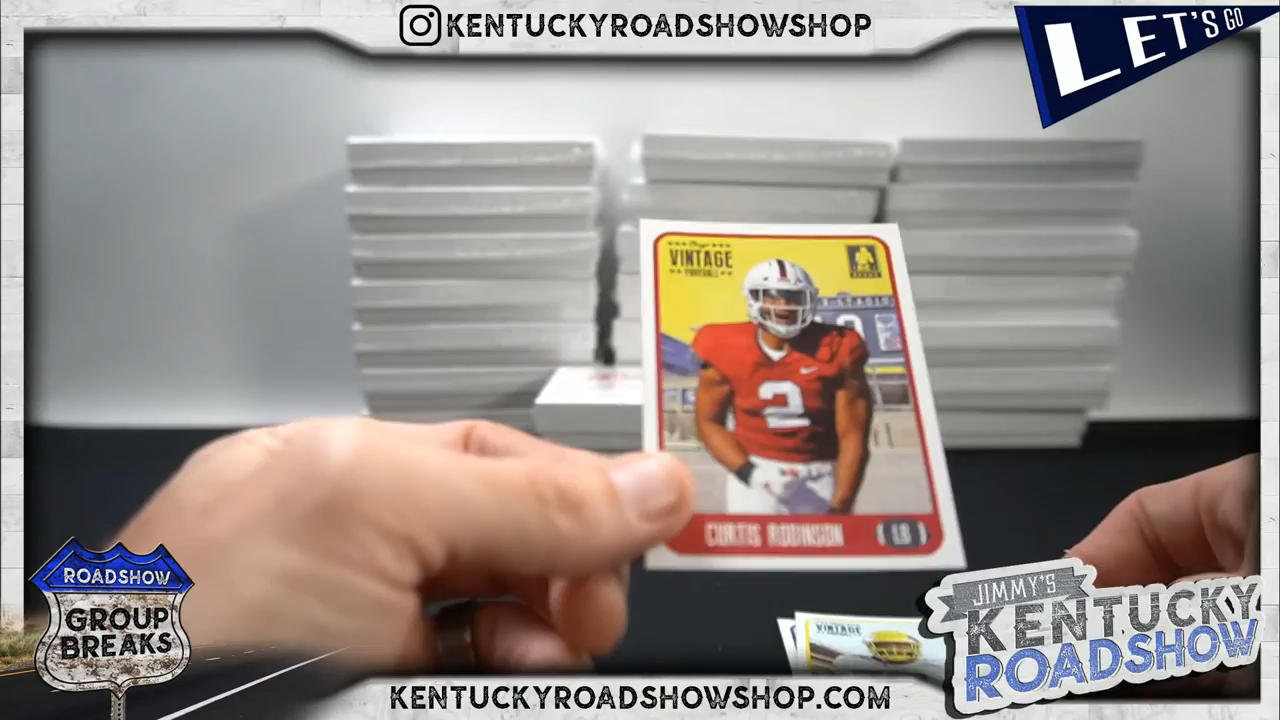 KENTUCKYROADSHOWSHOP
LET'S GO
VINTAGE
FOOTBALL
2
CURTIS ROBINSON
LB
VINTAGE
ROADSHOW
GROUP
BREAKS
JIMMY'S
KENTUCKY
ROADSHOW
KENTUCKYROADSHOWSHOP.COM